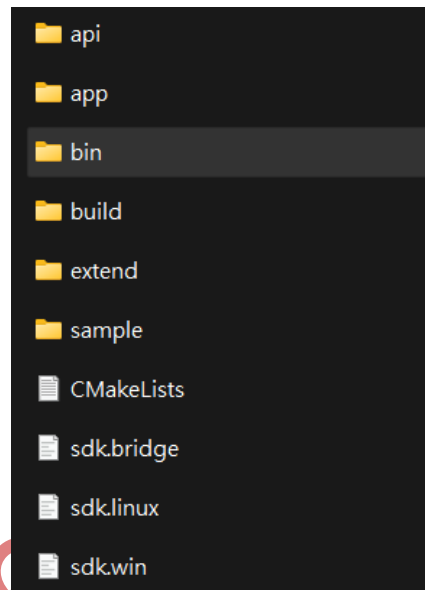 api
app
bin
build
extend
sample
CMakeLists
sdk.bridge
sdk.linux
sdk.win